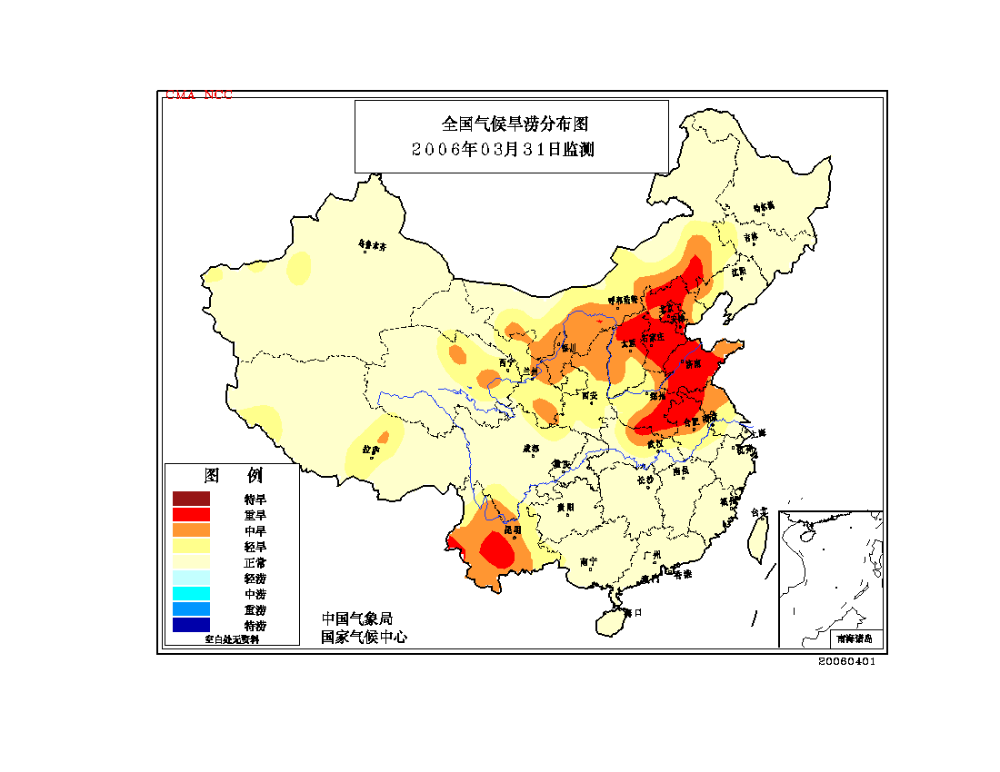 CMA NCC
全国气候旱涝分布图
2006年03月31日监测
哈尔滨
吉林
沈阳
乌鲁木齐
呼和浩特
北京
天津
银川
太原
石家庄
济南
西宁
兰州
西安
郑州
合肥
南京
上海
拉萨
成都
重庆
武汉
杭州
长沙
南昌
贵阳
福州
台北
昆明
南宁
广州
澳门
香港
海口
图 例
特旱
重旱
中旱
轻旱
正常
轻涝
中涝
重涝
特涝
空白处无资料
中国气象局
国家气候中心
南海诸岛
20060401